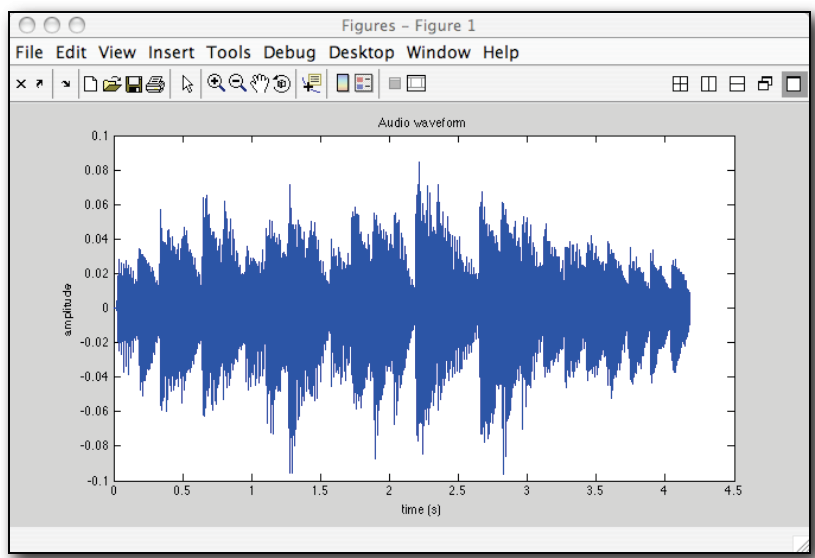 Figures – Figure 1
File Edit View Insert Tools Debug Desktop Window Help
Audio waveform
0.1
0.08
0.06
0.04
0.02
0
-0.02
-0.04
-0.06
-0.08
-0.1
amplitude
0 0.5 1 1.5 2 2.5 3 3.5 4 4.5
time (s)